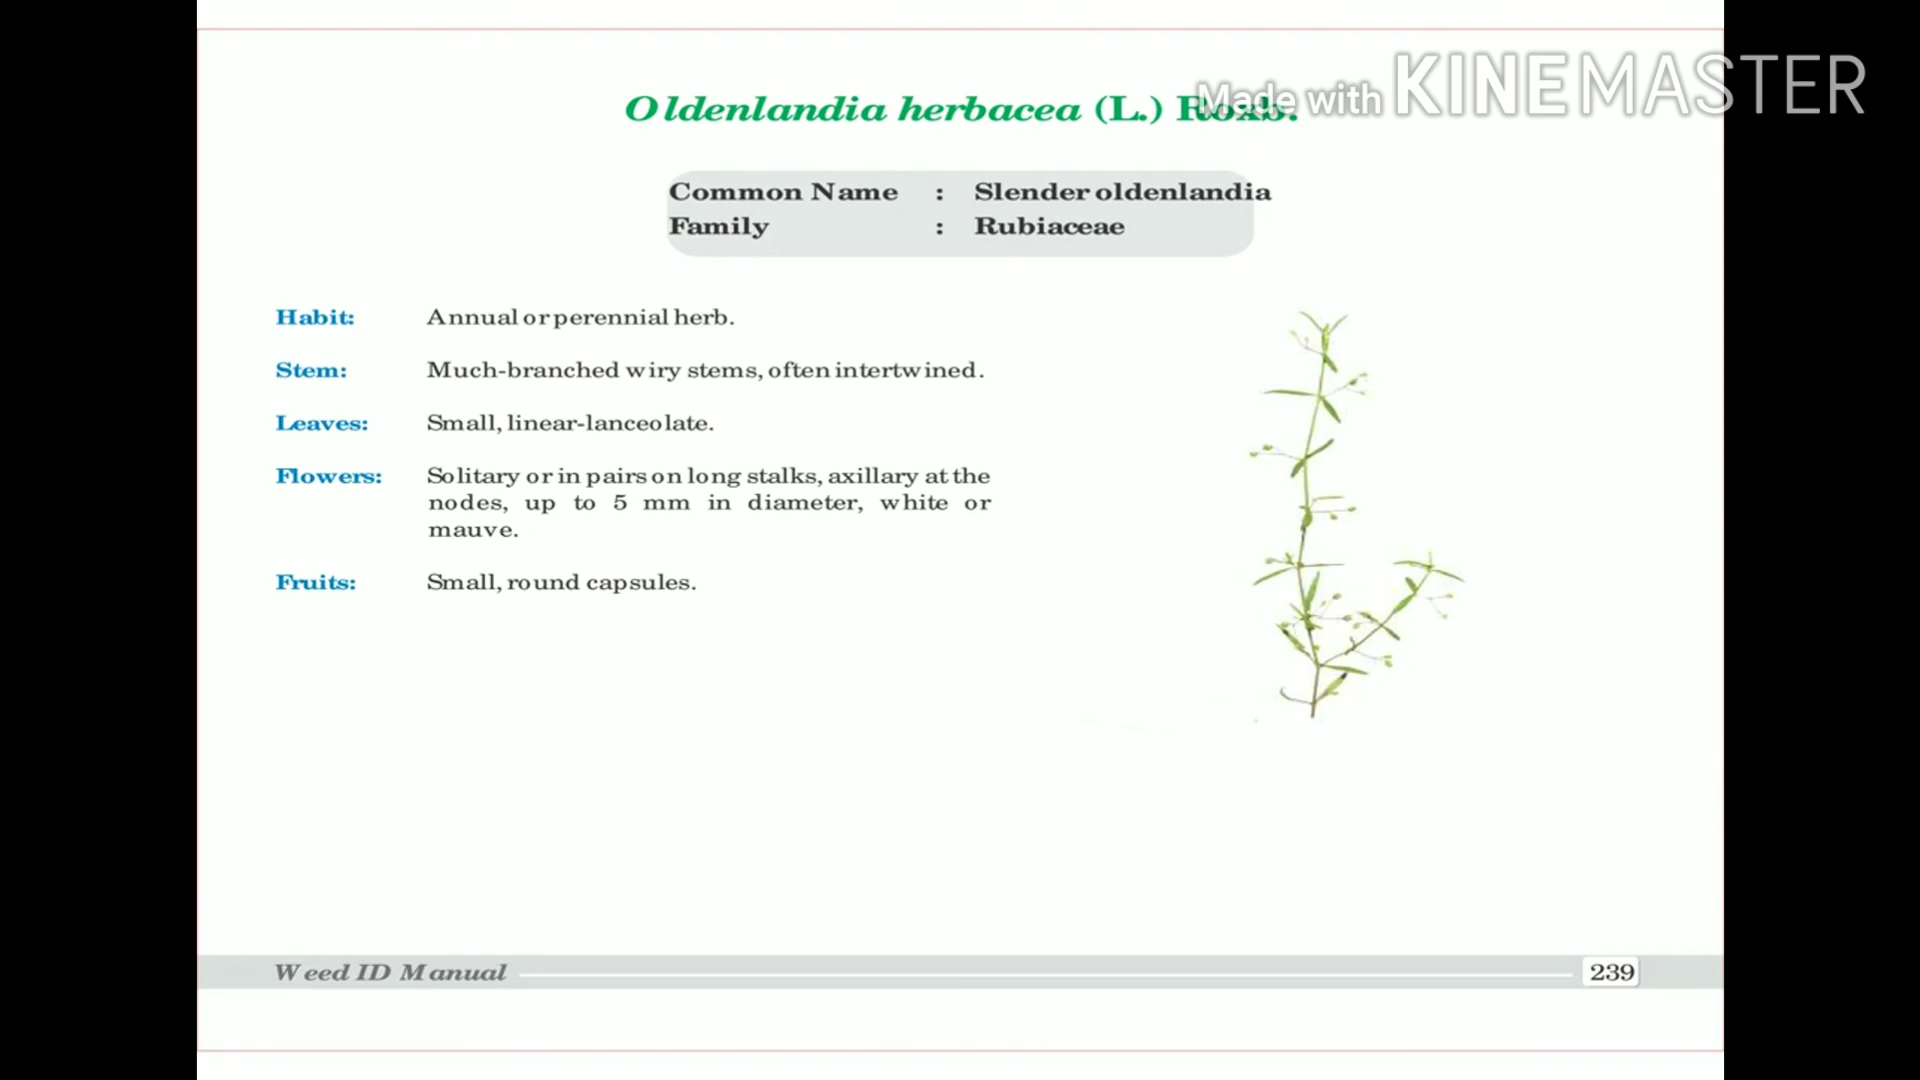 Made with KINEMASTER
Oldenlandia herbacea (L.) Roxb.
Common Name : Slender oldenlandia
Family : Rubiaceae
Habit: Annual or perennial herb.
Stem: Much-branched wiry stems, often intertwined.
Leaves: Small, linear-lanceolate.
Flowers: Solitary or in pairs on long stalks, axillary at the
nodes, up to 5 mm in diameter, white or
mauve.
Fruits: Small, round capsules.
Weed ID Manual 239